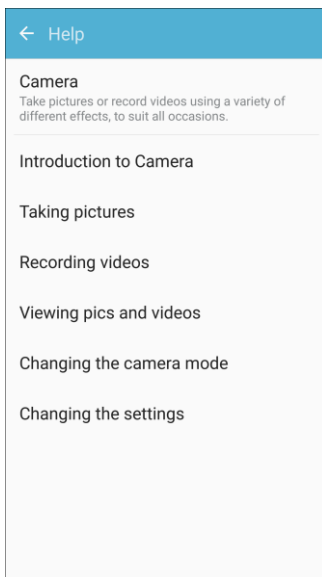 Help
Camera
Take pictures or record videos using a variety of
different effects, to suit all occasions.
Introduction to Camera
Taking pictures
Recording videos
Viewing pics and videos
Changing the camera mode
Changing the settings